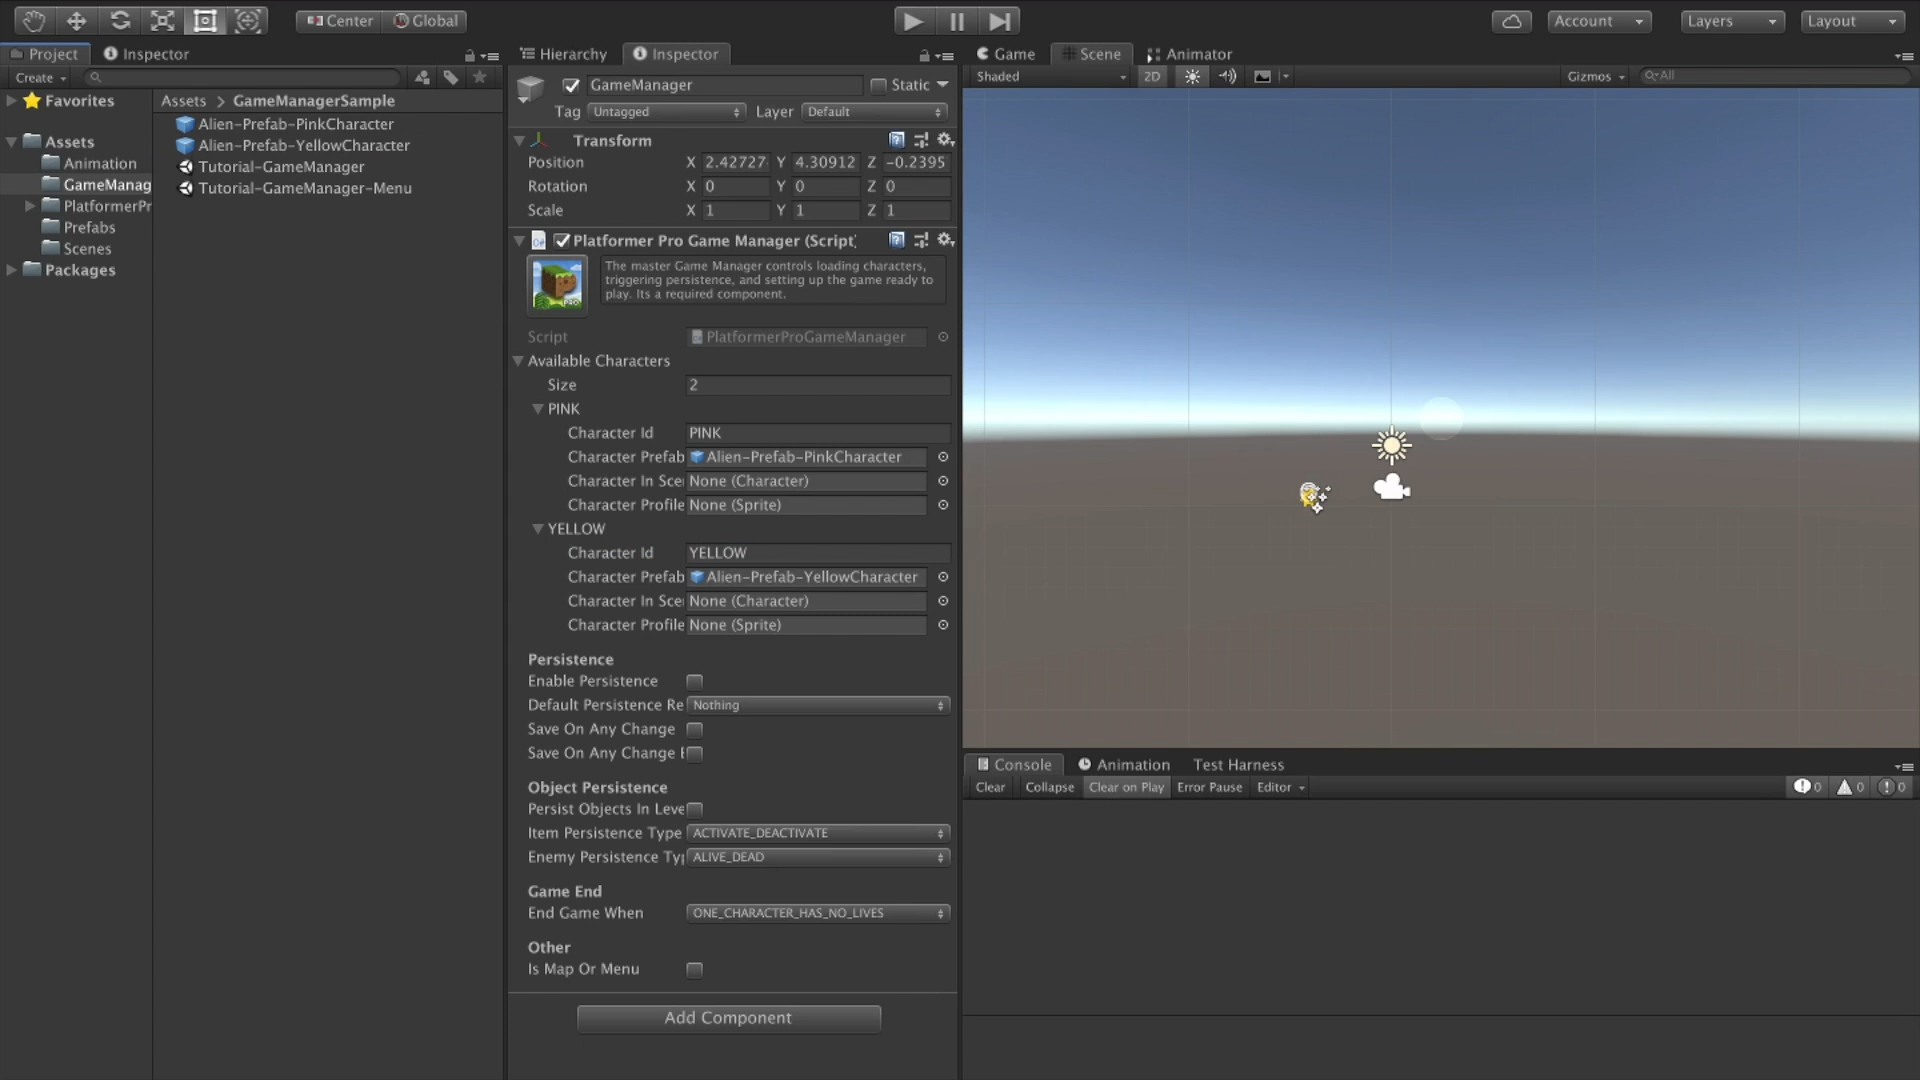 Center
Global
Account
Layers
Layout
Project
Inspector
Create
Favorites
Assets
Animation
GameManag
PlatformerPr
Prefabs
Scenes
Packages
Assets > GameManagerSample
Alien-Prefab-PinkCharacter
Alien-Prefab-YellowCharacter
Tutorial-GameManager
Tutorial-GameManager-Menu
Hierarchy
Inspector
GameManager
Static
Tag Untagged
Layer Default
Transform
Position X 2.42727 Y 4.30912 Z -0.2395
Rotation X 0 Y 0 Z 0
Scale X 1 Y 1 Z 1
Platformer Pro Game Manager (Script)
PRO
The master Game Manager controls loading characters,
triggering persistence, and setting up the game ready to
play. Its a required component.
Script PlatformerProGameManager
Available Characters
Size 2
PINK
Character Id PINK
Character Prefab Alien-Prefab-PinkCharacter
Character In Sce None (Character)
Character Profile None (Sprite)
YELLOW
Character Id YELLOW
Character Prefab Alien-Prefab-YellowCharacter
Character In Sce None (Character)
Character Profile None (Sprite)
Persistence
Enable Persistence
Default Persistence Re Nothing
Save On Any Change
Save On Any Change
Object Persistence
Persist Objects In Leve
Item Persistence Type ACTIVATE_DEACTIVATE
Enemy Persistence Typ ALIVE_DEAD
Game End
End Game When ONE_CHARACTER_HAS_NO_LIVES
Other
Is Map Or Menu
Add Component
Game
Scene
Animator
Shaded
2D
Gizmos
All
Console
Animation
Test Harness
Clear
Collapse
Clear on Play
Error Pause
Editor
0
0
0